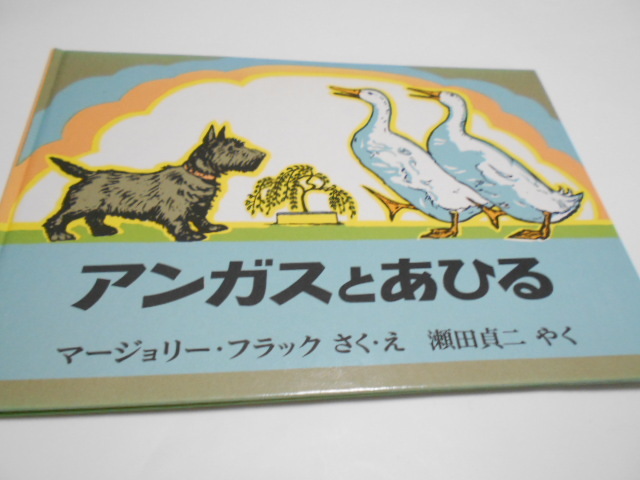 アンガスとあひる
マージョリー・フラック さく・え 瀬田貞二 やく